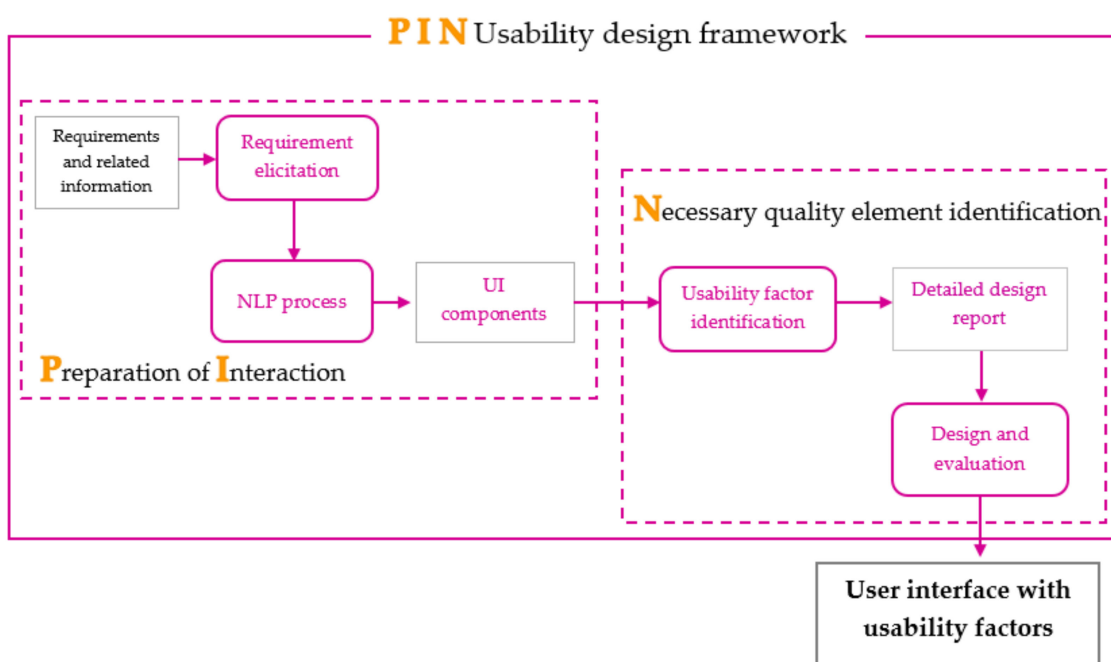 PIN Usability design framework
Requirements
and related
information
Requirement
elicitation
NLP process
UI
components
Preparation of Interaction
Necessary quality element identification
Usability factor
identification
Detailed design
report
Design and
evaluation
User interface with
usability factors